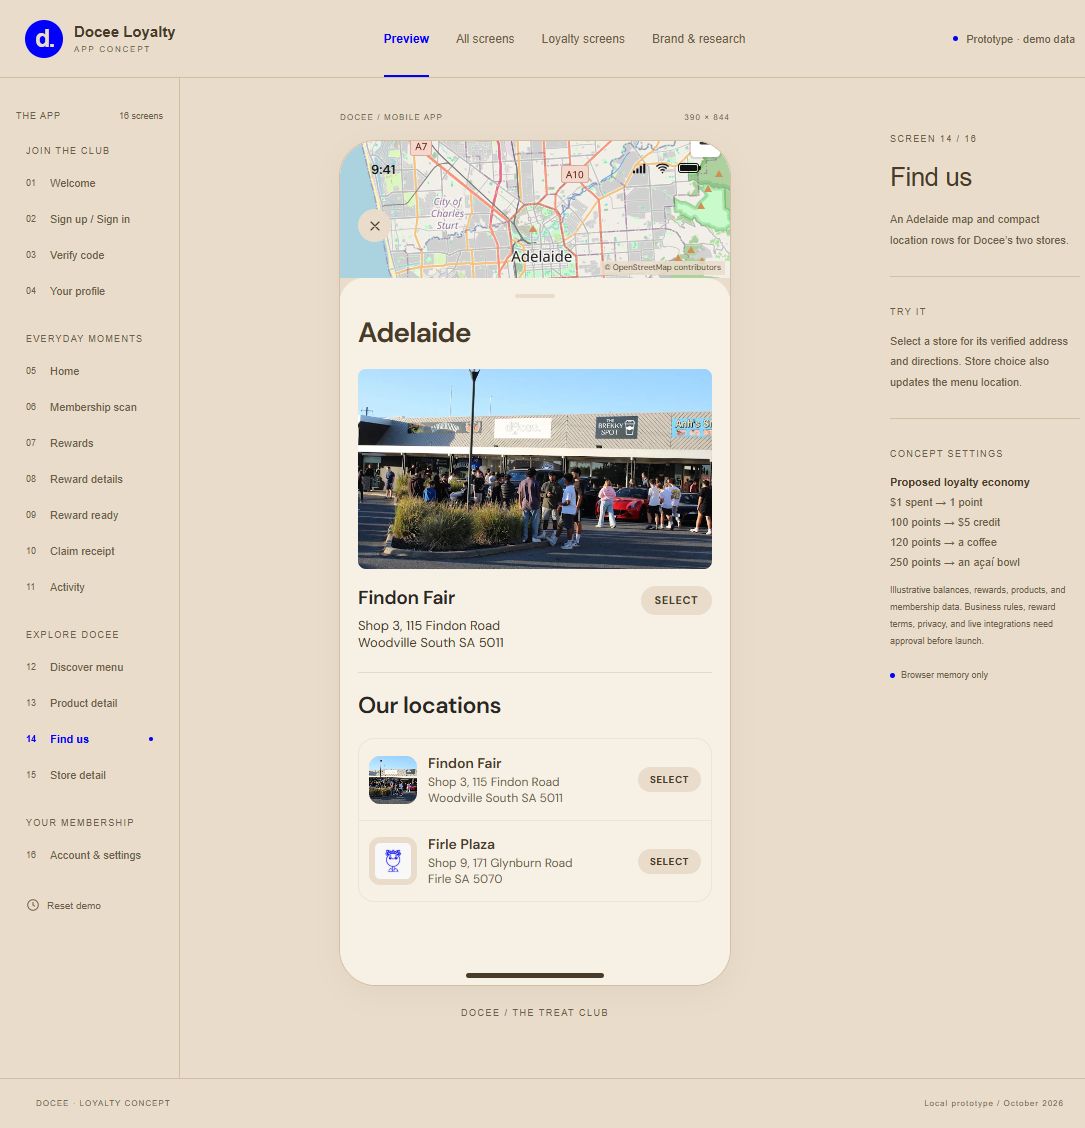 d.
Docee Loyalty
APP CONCEPT
Preview
All screens
Loyalty screens
Brand & research
Prototype · demo data
THE APP
16 screens
JOIN THE CLUB
01 Welcome
02 Sign up / Sign in
03 Verify code
04 Your profile
EVERYDAY MOMENTS
05 Home
06 Membership scan
07 Rewards
08 Reward details
09 Reward ready
10 Claim receipt
11 Activity
EXPLORE DOCEE
12 Discover menu
13 Product detail
14 Find us
15 Store detail
YOUR MEMBERSHIP
16 Account & settings
Reset demo
DOCEE / MOBILE APP
390 × 844
9:41
A7
A10
City of
Charles
Sturt
Adelaide
© OpenStreetMap contributors
Adelaide
THE
BREKKY
SPOT
Findon Fair
SELECT
Shop 3, 115 Findon Road
Woodville South SA 5011
Our locations
Findon Fair
Shop 3, 115 Findon Road
Woodville South SA 5011
SELECT
Firle Plaza
Shop 9, 171 Glynburn Road
Firle SA 5070
SELECT
DOCEE / THE TREAT CLUB
SCREEN 14 / 16
Find us
An Adelaide map and compact
location rows for Docee's two stores.
TRY IT
Select a store for its verified address
and directions. Store choice also
updates the menu location.
CONCEPT SETTINGS
Proposed loyalty economy
$1 spent → 1 point
100 points → $5 credit
120 points → a coffee
250 points → an açaí bowl
Illustrative balances, rewards, products, and
membership data. Business rules, reward
terms, privacy, and live integrations need
approval before launch.
Browser memory only
DOCEE · LOYALTY CONCEPT
Local prototype / October 2026